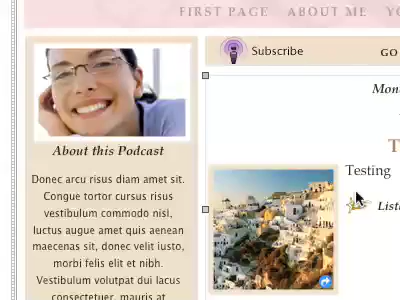 FIRST PAGE ABOUT ME
Subscribe
GO
About this Podcast
Donec arcu risus diam amet sit.
Congue tortor cursus risus
vestibulum commodo nisl,
luctus augue amet quis aenean
maecenas sit, donec velit iusto,
morbi felis elit et nibh.
Vestibulum volutpat dui lacus
consectetuer, mauris at
Testing